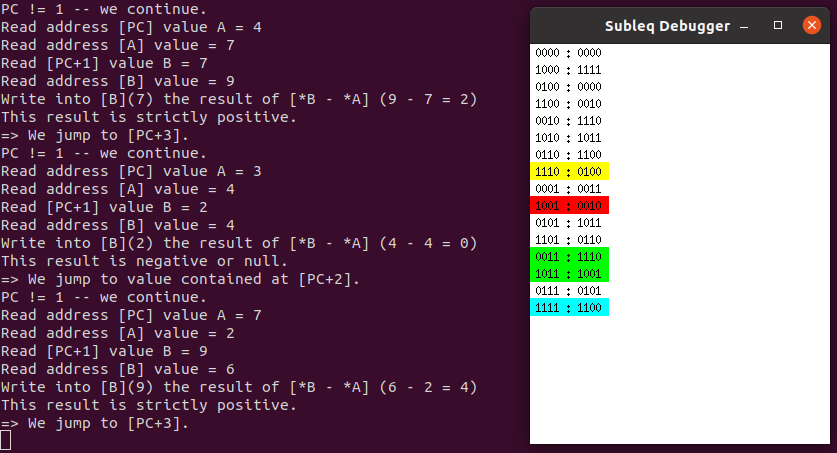 PC != 1 -- we continue.
Read address [PC] value A = 4
Read address [A] value = 7
Read [PC+1] value B = 7
Read address [B] value = 9
Write into [B](7) the result of [*B - *A] (9 - 7 = 2)
This result is strictly positive.
=> We jump to [PC+3].
PC != 1 -- we continue.
Read address [PC] value A = 3
Read address [A] value = 4
Read [PC+1] value B = 2
Read address [B] value = 4
Write into [B](2) the result of [*B - *A] (4 - 4 = 0)
This result is negative or null.
=> We jump to value contained at [PC+2].
PC != 1 -- we continue.
Read address [PC] value A = 7
Read address [A] value = 2
Read [PC+1] value B = 9
Read address [B] value = 6
Write into [B](9) the result of [*B - *A] (6 - 2 = 4)
This result is strictly positive.
=> We jump to [PC+3].
Subleq Debugger
0000 : 0000
1000 : 1111
0100 : 0000
1100 : 0010
0010 : 1110
1010 : 1011
0110 : 1100
1110 : 0100
0001 : 0011
1001 : 0010
0101 : 1011
1101 : 0110
0011 : 1110
1011 : 1001
0111 : 0101
1111 : 1100